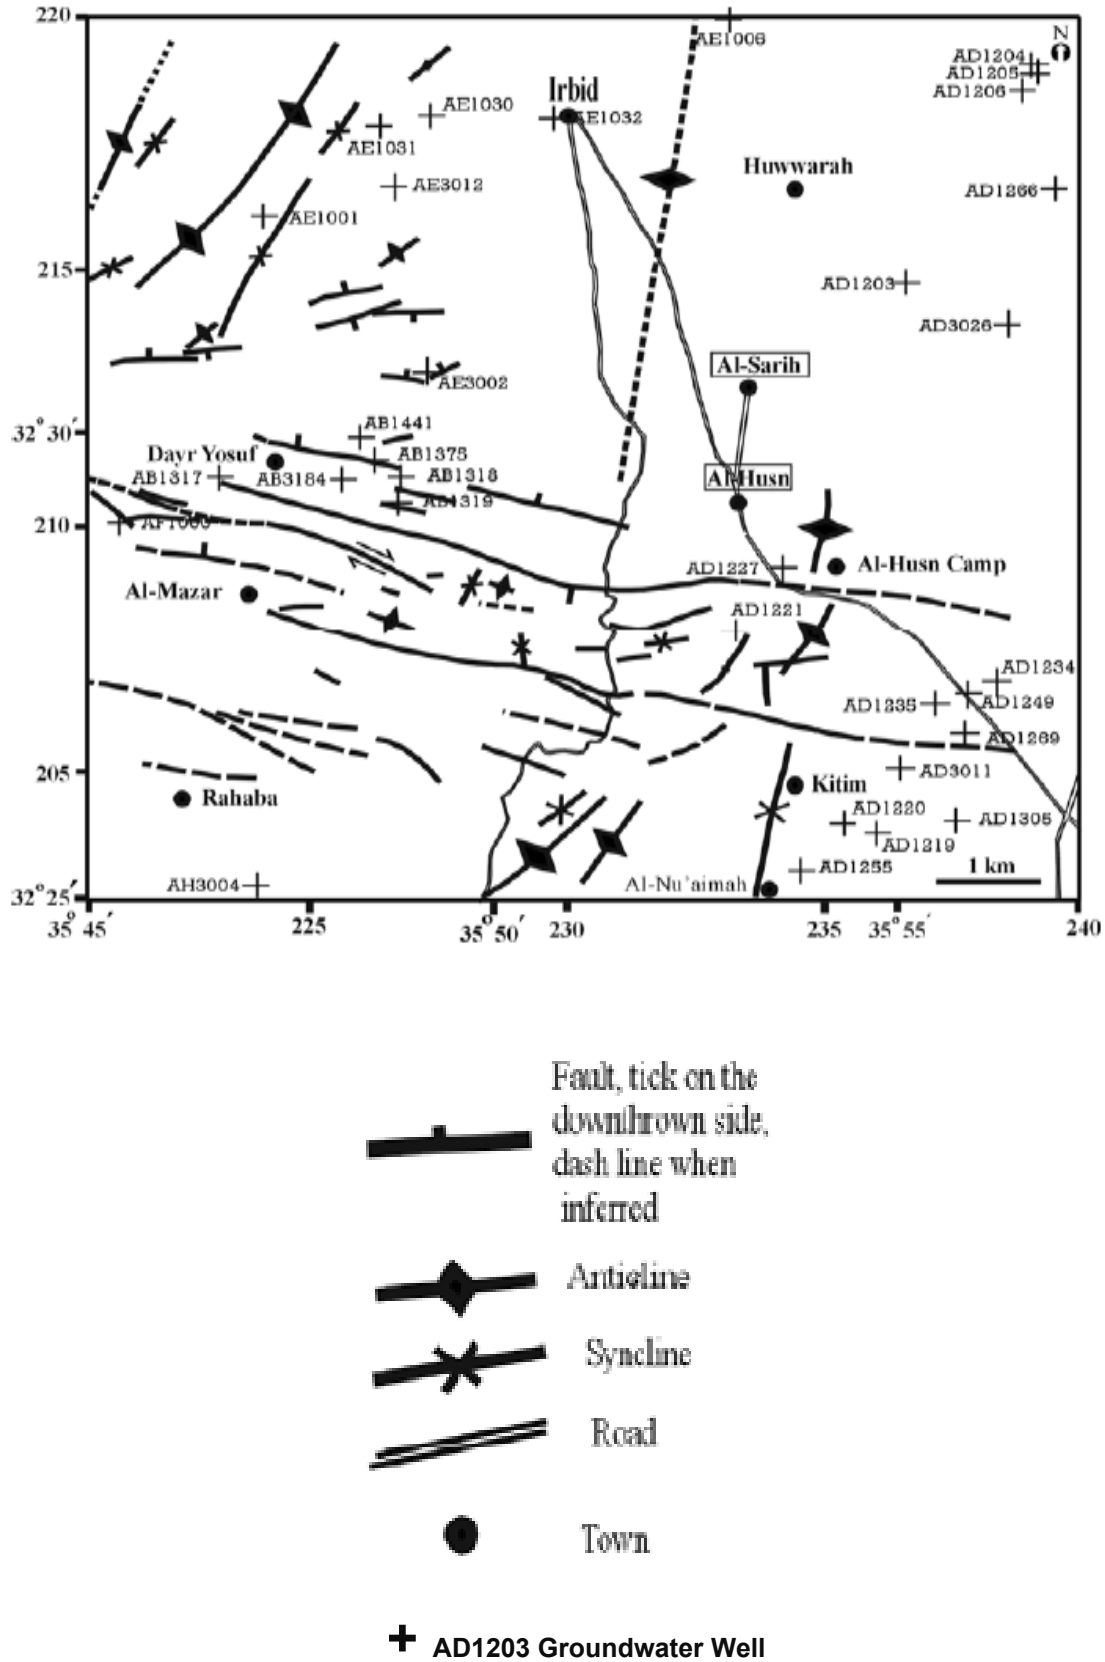 220
AE1006
N
AD1204
AD1205
AD1206
Irbid
AE1030
AE1032
AE1031
Huwwarah
AE3012
AD1266
AE1001
215
AD1203
AD3026
Al-Sarih
AE3002
AB1441
32°30´
Dayr Yosuf
AB1375
AB1317
AB3184
AB1318
Al-Husn
AB1319
210
AF1000
AD1227
Al-Husn Camp
Al-Mazar
AD1221
AD1234
AD1235
AD1249
AD1269
205
AD3011
Rahaba
Kitim
AD1220
AD1305
AD1219
AH3004
Al-Nu'aimah
AD1255
1 km
32°25´
35°45´
225
35°50´
230
235
35°55´
240
Fault, tick on the
downthrown side,
dash line when
inferred
Anticline
Syncline
Road
Town
AD1203 Groundwater Well